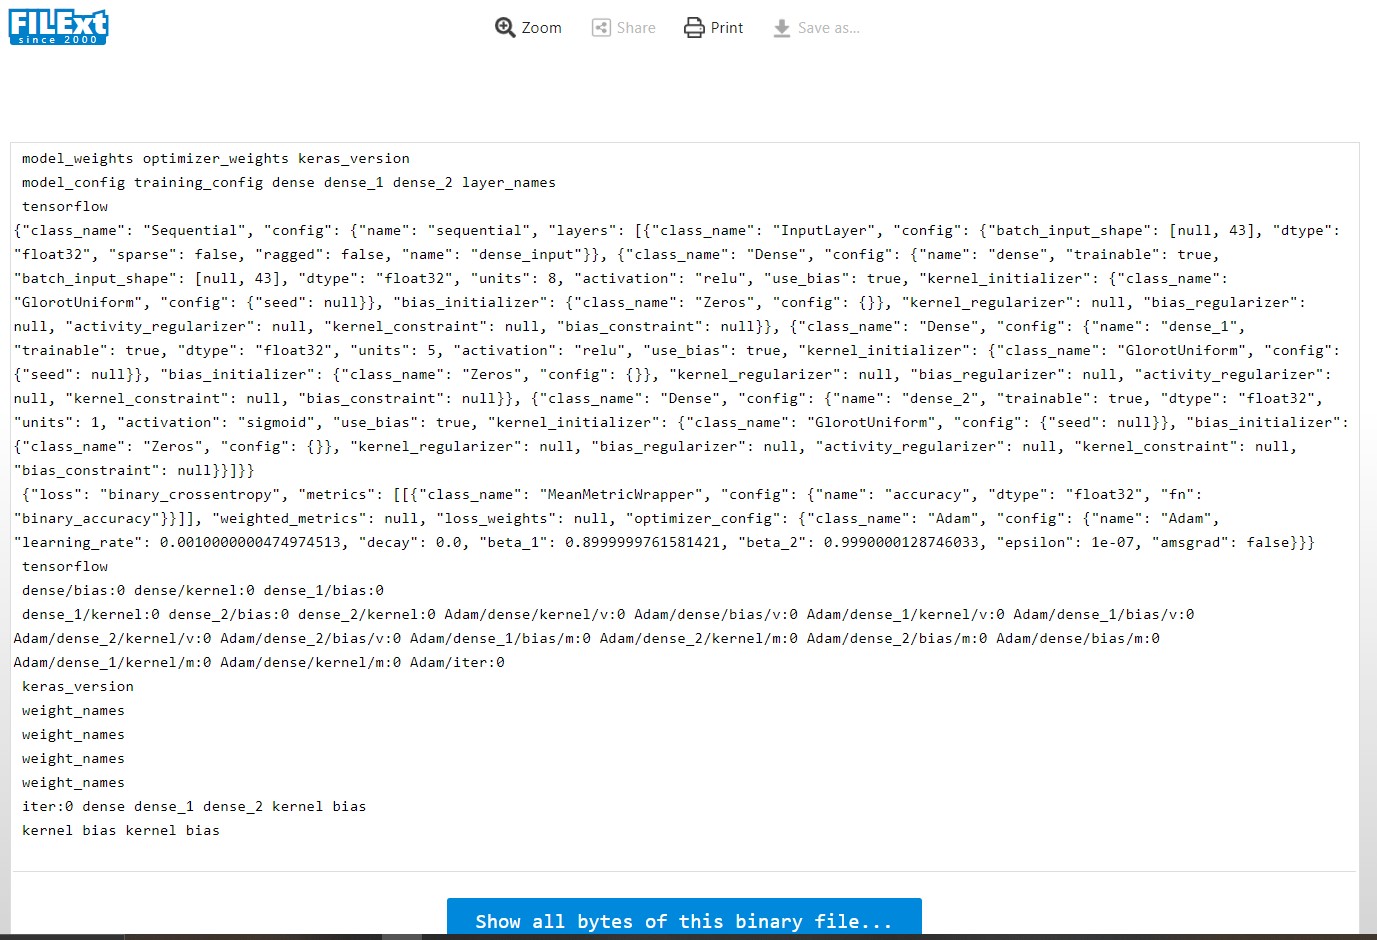 FILExt
since 2000
Zoom Share Print Save as...
model_weights optimizer_weights keras_version
model_config training_config dense dense_1 dense_2 layer_names
tensorflow
{"class_name": "Sequential", "config": {"name": "sequential", "layers": [{"class_name": "InputLayer", "config": {"batch_input_shape": [null, 43], "dtype":
"float32", "sparse": false, "ragged": false, "name": "dense_input"}}, {"class_name": "Dense", "config": {"name": "dense", "trainable": true,
"batch_input_shape": [null, 43], "dtype": "float32", "units": 8, "activation": "relu", "use_bias": true, "kernel_initializer": {"class_name":
"GlorotUniform", "config": {"seed": null}}, "bias_initializer": {"class_name": "Zeros", "config": {}}, "kernel_regularizer": null, "bias_regularizer":
null, "activity_regularizer": null, "kernel_constraint": null, "bias_constraint": null}}, {"class_name": "Dense", "config": {"name": "dense_1",
"trainable": true, "dtype": "float32", "units": 5, "activation": "relu", "use_bias": true, "kernel_initializer": {"class_name": "GlorotUniform", "config":
{"seed": null}}, "bias_initializer": {"class_name": "Zeros", "config": {}}, "kernel_regularizer": null, "bias_regularizer": null, "activity_regularizer":
null, "kernel_constraint": null, "bias_constraint": null}}, {"class_name": "Dense", "config": {"name": "dense_2", "trainable": true, "dtype": "float32",
"units": 1, "activation": "sigmoid", "use_bias": true, "kernel_initializer": {"class_name": "GlorotUniform", "config": {"seed": null}}, "bias_initializer":
{"class_name": "Zeros", "config": {}}, "kernel_regularizer": null, "bias_regularizer": null, "activity_regularizer": null, "kernel_constraint": null,
"bias_constraint": null}}]}}
{"loss": "binary_crossentropy", "metrics": [[{"class_name": "MeanMetricWrapper", "config": {"name": "accuracy", "dtype": "float32", "fn":
"binary_accuracy"}}]], "weighted_metrics": null, "loss_weights": null, "optimizer_config": {"class_name": "Adam", "config": {"name": "Adam",
"learning_rate": 0.0010000000474974513, "decay": 0.0, "beta_1": 0.8999999761581421, "beta_2": 0.9990000128746033, "epsilon": 1e-07, "amsgrad": false}}}
tensorflow
dense/bias:0 dense/kernel:0 dense_1/bias:0
dense_1/kernel:0 dense_2/bias:0 dense_2/kernel:0 Adam/dense/kernel/v:0 Adam/dense/bias/v:0 Adam/dense_1/kernel/v:0 Adam/dense_1/bias/v:0
Adam/dense_2/kernel/v:0 Adam/dense_2/bias/v:0 Adam/dense_1/bias/m:0 Adam/dense_2/kernel/m:0 Adam/dense_2/bias/m:0 Adam/dense/bias/m:0
Adam/dense_1/kernel/m:0 Adam/dense/kernel/m:0 Adam/iter:0
keras_version
weight_names
weight_names
weight_names
weight_names
iter:0 dense dense_1 dense_2 kernel bias
kernel bias kernel bias
Show all bytes of this binary file...